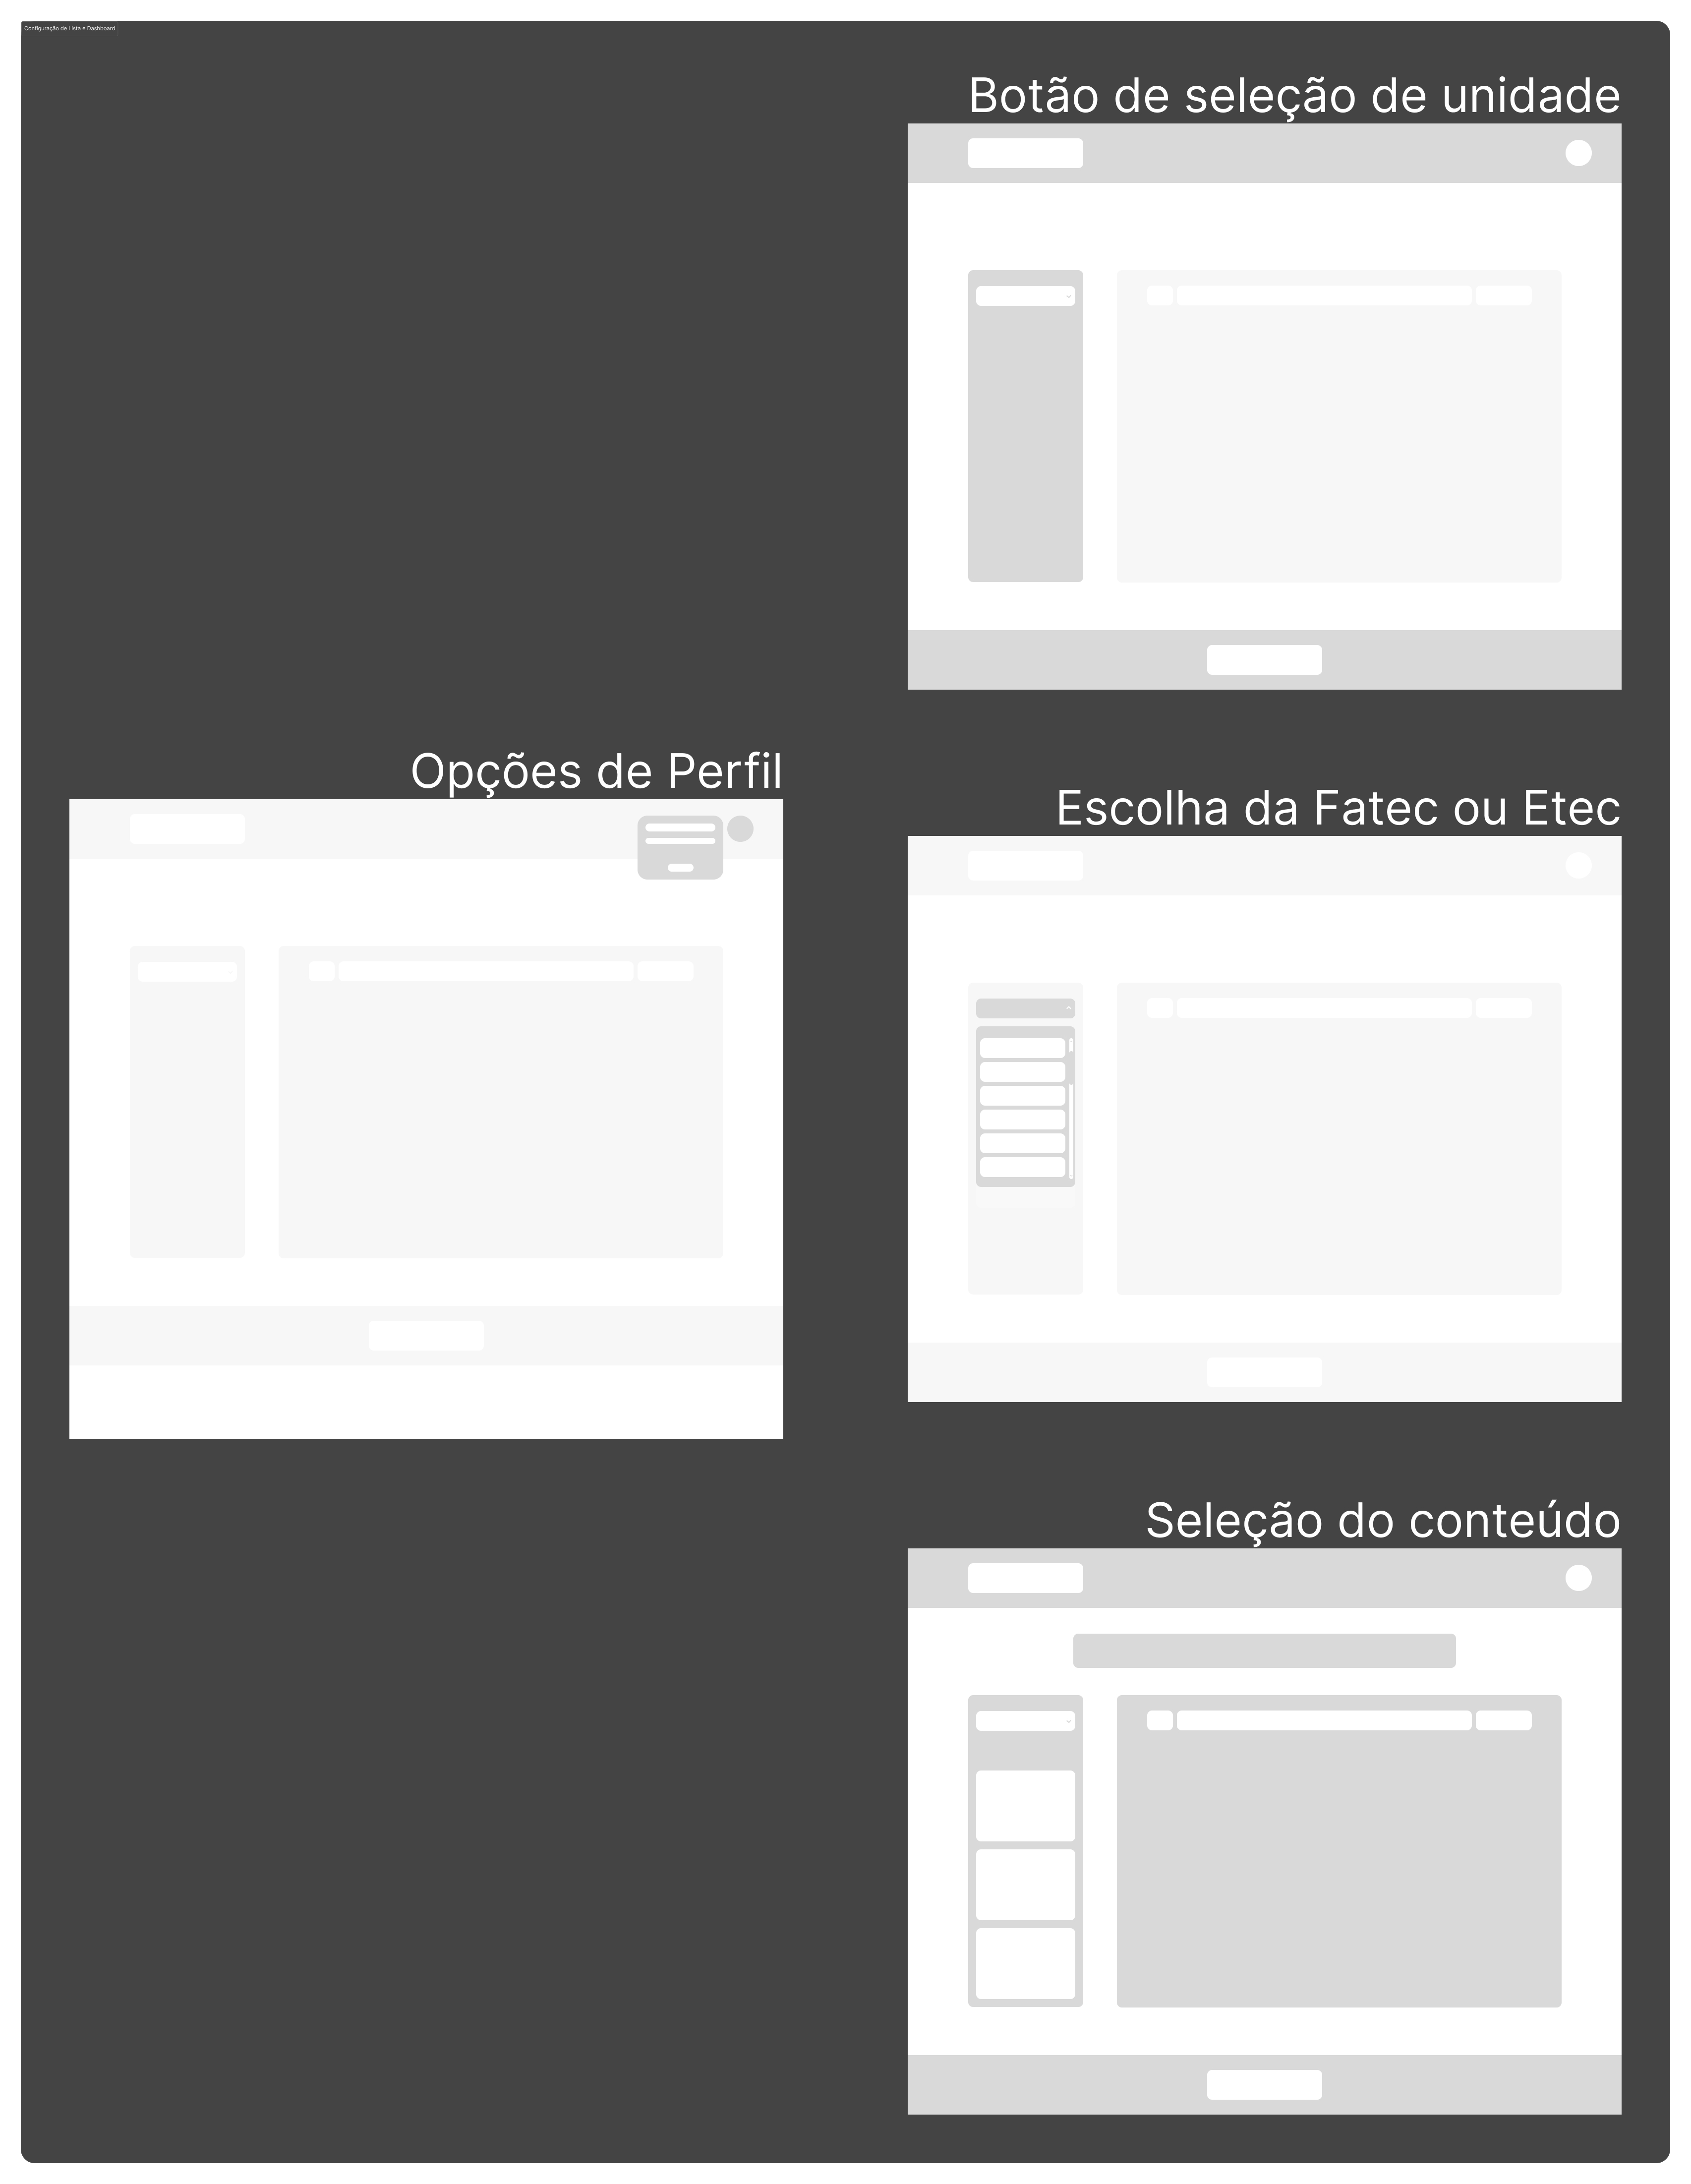 Configuração de Lista e Dashboard
Botão de seleção de unidade
Opções de Perfil
Escolha da Fatec ou Etec
Seleção do conteúdo